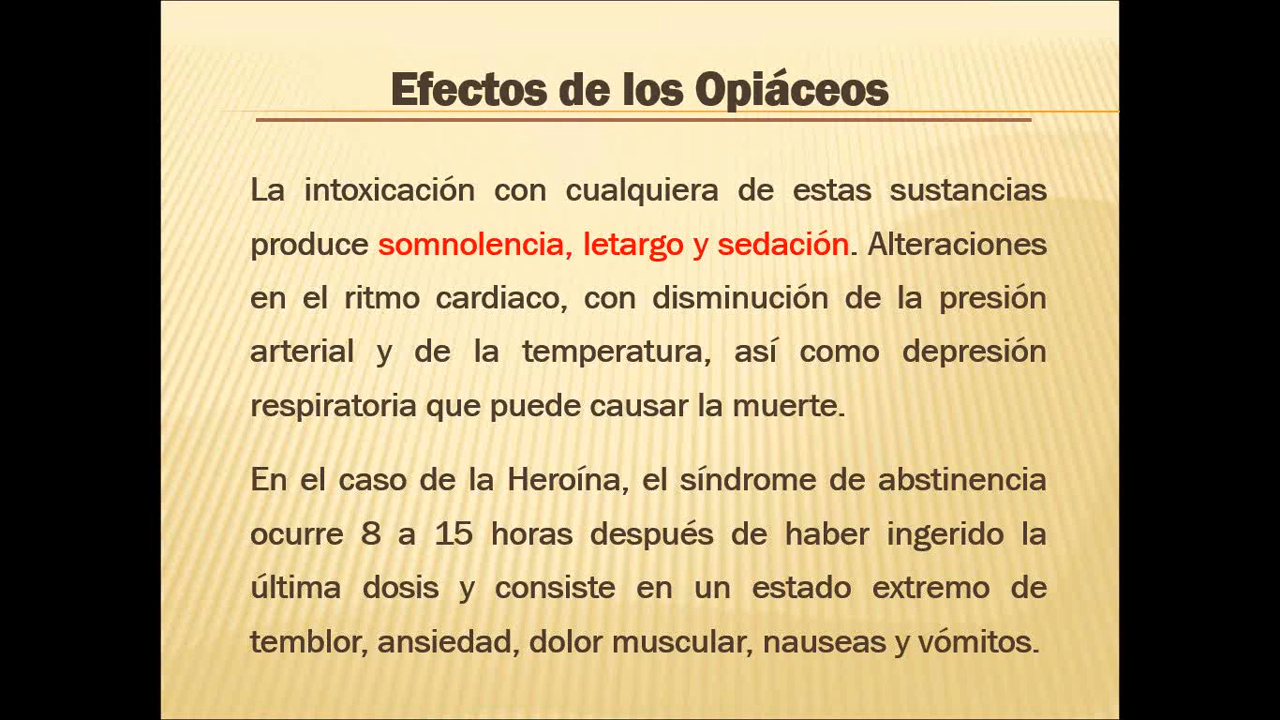 Efectos de los Opiáceos
La intoxicación con cualquiera de estas sustancias
produce somnolencia, letargo y sedación. Alteraciones
en el ritmo cardiaco, con disminución de la presión
arterial y de la temperatura, así como depresión
respiratoria que puede causar la muerte.
En el caso de la Heroína, el síndrome de abstinencia
ocurre 8 a 15 horas después de haber ingerido la
última dosis y consiste en un estado extremo de
temblor, ansiedad, dolor muscular, nauseas y vómitos.